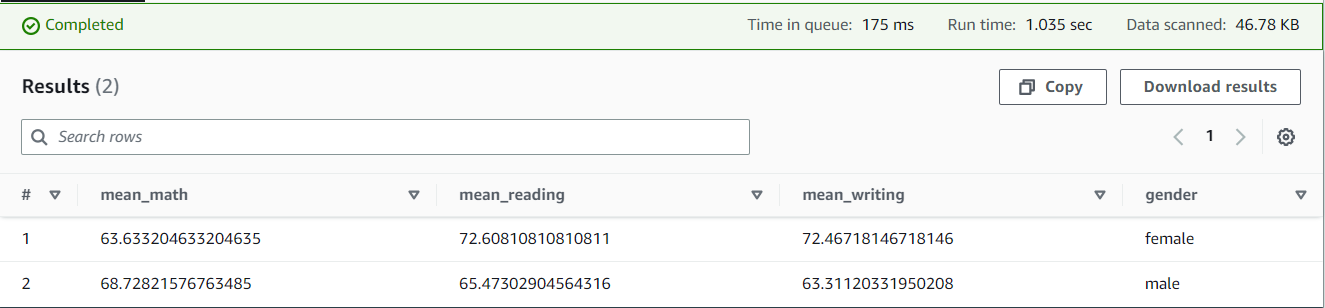 Completed Time in queue: 175 ms Run time: 1.035 sec Data scanned: 46.78 KB
Results (2) Copy Download results
Search rows 1
# mean_math mean_reading mean_writing gender
1 63.633204633204635 72.60810810810811 72.46718146718146 female
2 68.72821576763485 65.47302904564316 63.31120331950208 male